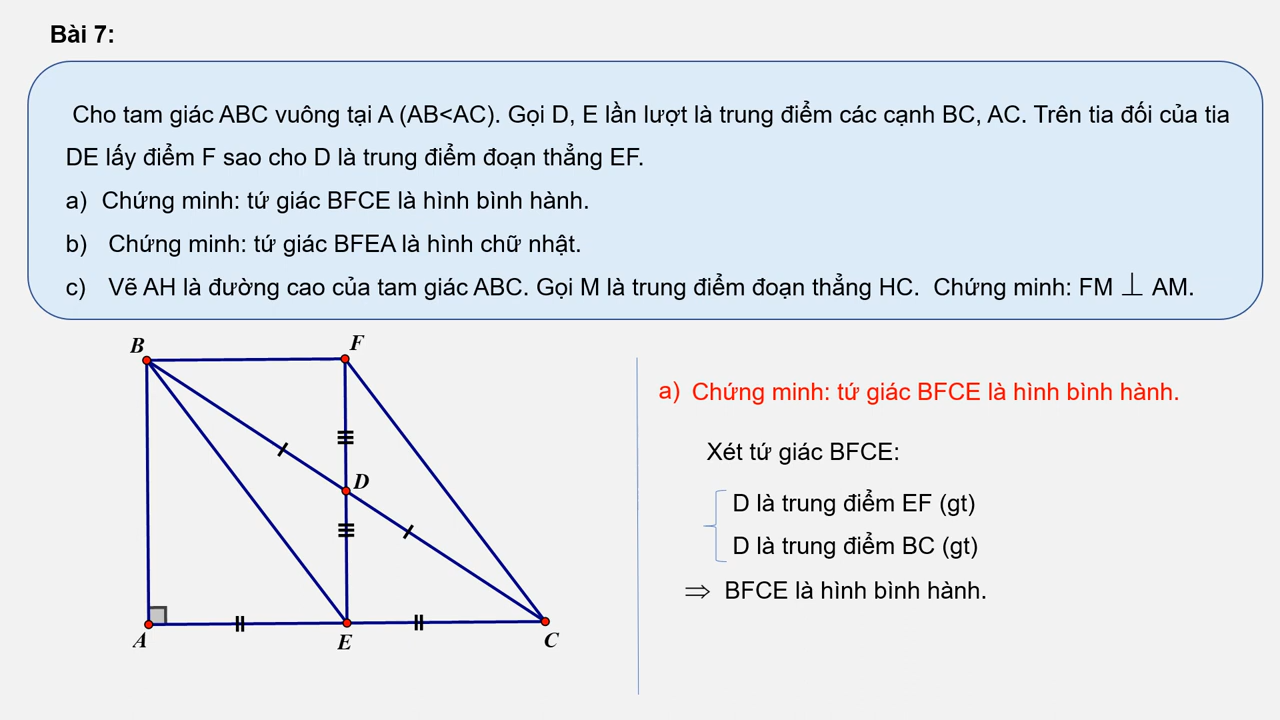 Bài 7:
Cho tam giác ABC vuông tại A (AB<AC). Gọi D, E lần lượt là trung điểm các cạnh BC, AC. Trên tia đối của tia
DE lấy điểm F sao cho D là trung điểm đoạn thẳng EF.
a) Chứng minh: tứ giác BFCE là hình bình hành.
b) Chứng minh: tứ giác BFEA là hình chữ nhật.
c) Vẽ AH là đường cao của tam giác ABC. Gọi M là trung điểm đoạn thẳng HC. Chứng minh: FM ⊥ AM.
B
F
D
A
E
C
a) Chứng minh: tứ giác BFCE là hình bình hành.
Xét tứ giác BFCE:
D là trung điểm EF (gt)
D là trung điểm BC (gt)
⇒ BFCE là hình bình hành.